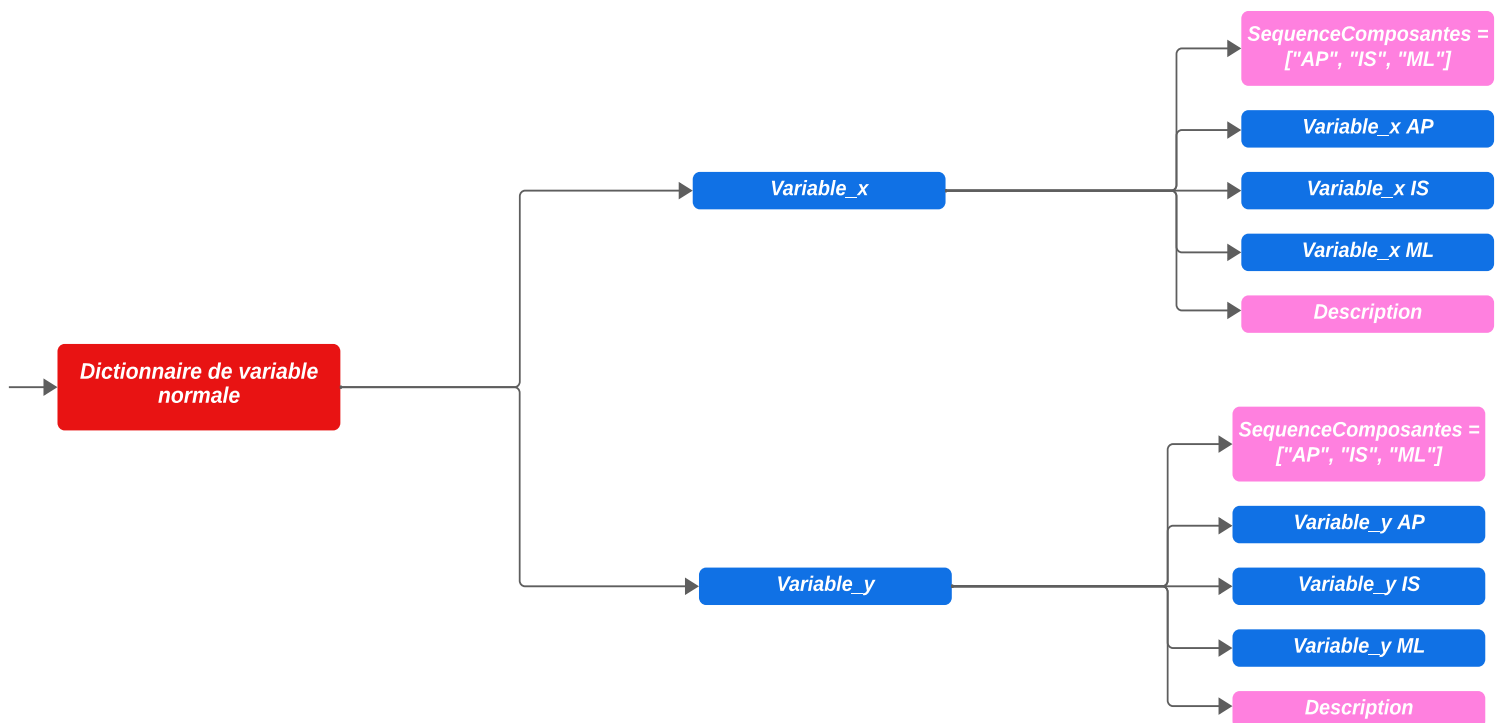 SequenceComposantes =
["AP", "IS", "ML"]
Variable_x AP
Variable_x
Variable_x IS
Variable_x ML
Description
Dictionnaire de variable
normale
SequenceComposantes =
["AP", "IS", "ML"]
Variable_y AP
Variable_y
Variable_y IS
Variable_y ML
Description